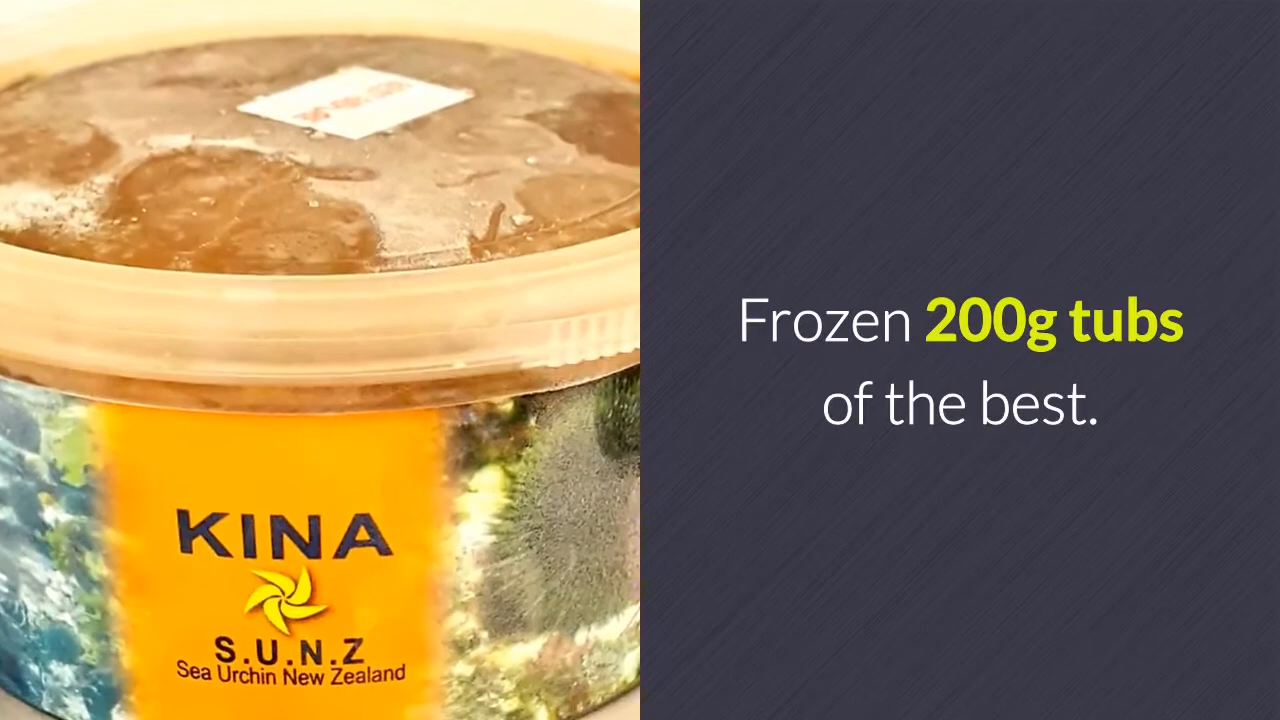 KINA
S.U.N.Z
Sea Urchin New Zealand
Frozen 200g tubs
of the best.